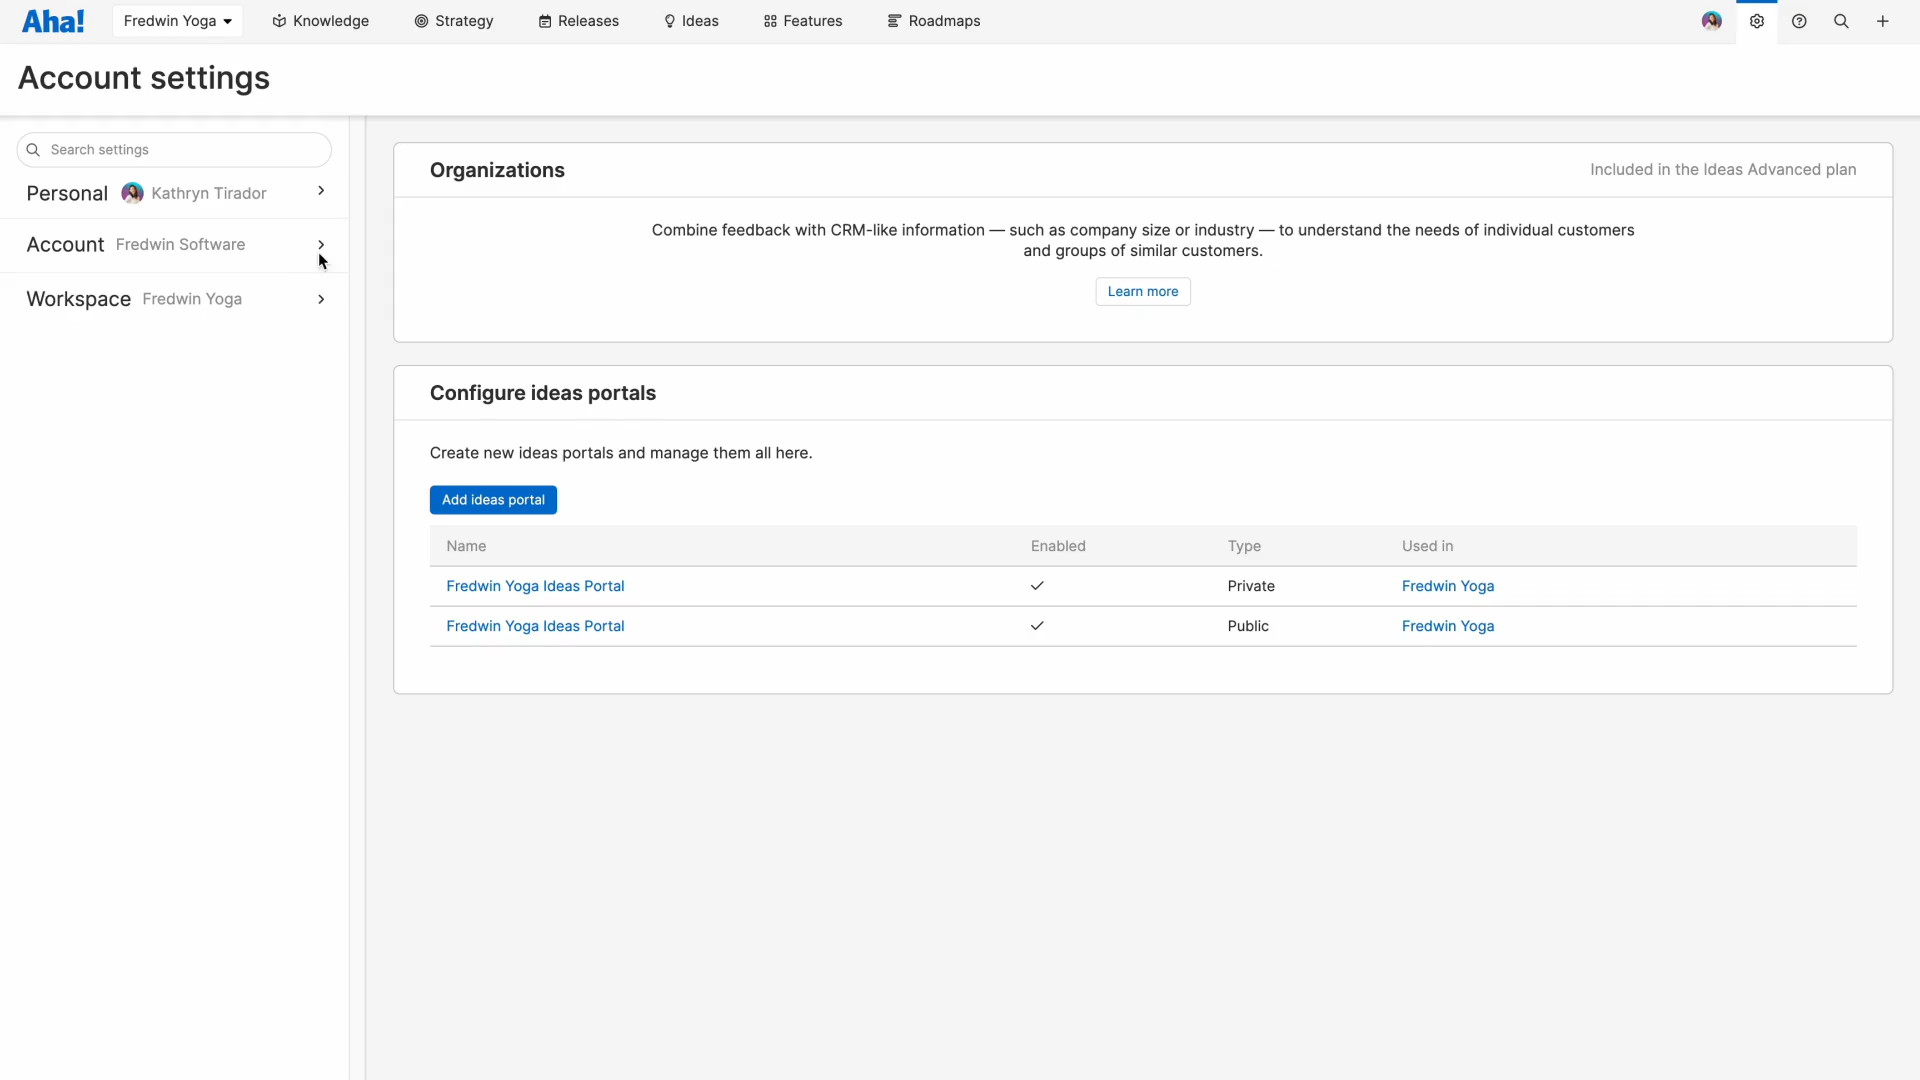 Aha!
Fredwin Yoga
Knowledge
Strategy
Releases
Ideas
Features
Roadmaps
Account settings
Search settings
Personal Kathryn Tirador
Account Fredwin Software
Workspace Fredwin Yoga
Organizations
Included in the Ideas Advanced plan
Combine feedback with CRM-like information — such as company size or industry — to understand the needs of individual customers
and groups of similar customers.
Learn more
Configure ideas portals
Create new ideas portals and manage them all here.
Add ideas portal
Name Enabled Type Used in
Fredwin Yoga Ideas Portal Private Fredwin Yoga
Fredwin Yoga Ideas Portal Public Fredwin Yoga